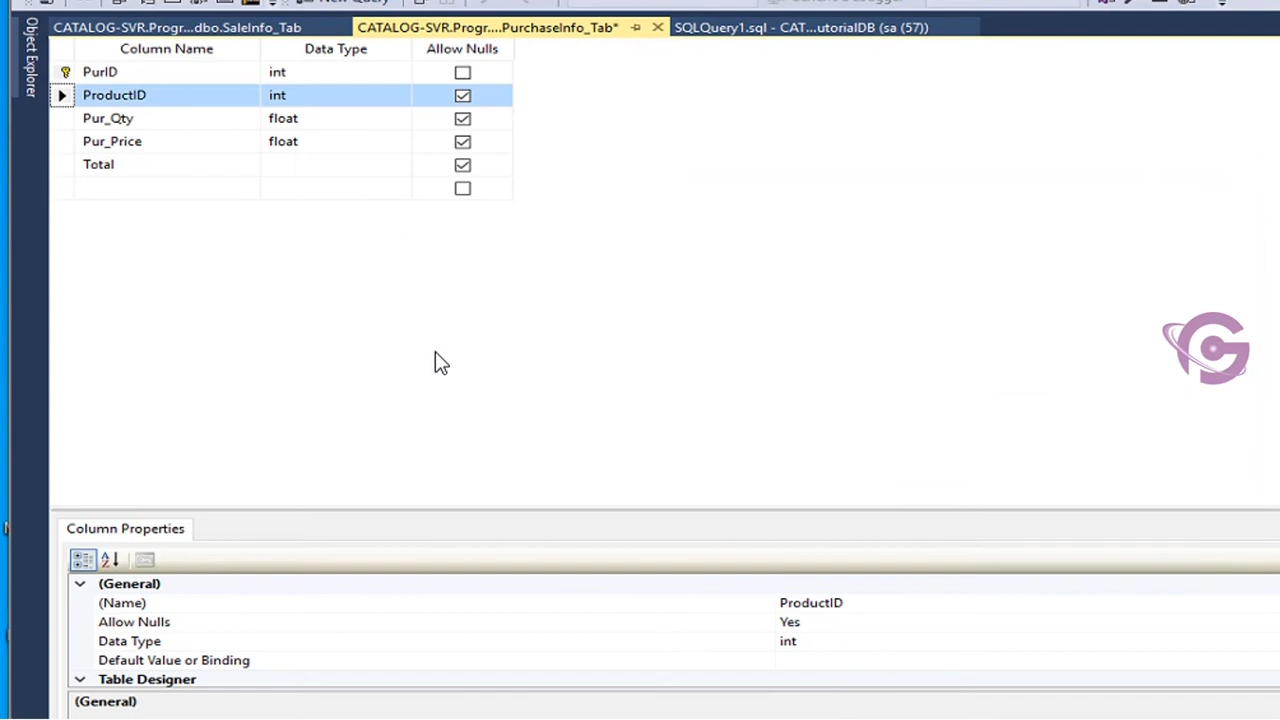 New Query
CATALOG-SVR.Progr...dbo.SaleInfo_Tab
CATALOG-SVR.Progr....PurchaseInfo_Tab*
SQLQuery1.sql - CAT...utorialDB (sa (57))
Object Explorer
Column Name Data Type Allow Nulls
PurID int
ProductID int
Pur_Qty float
Pur_Price float
Total
Column Properties
(General)
(Name) ProductID
Allow Nulls Yes
Data Type int
Default Value or Binding
Table Designer
(General)